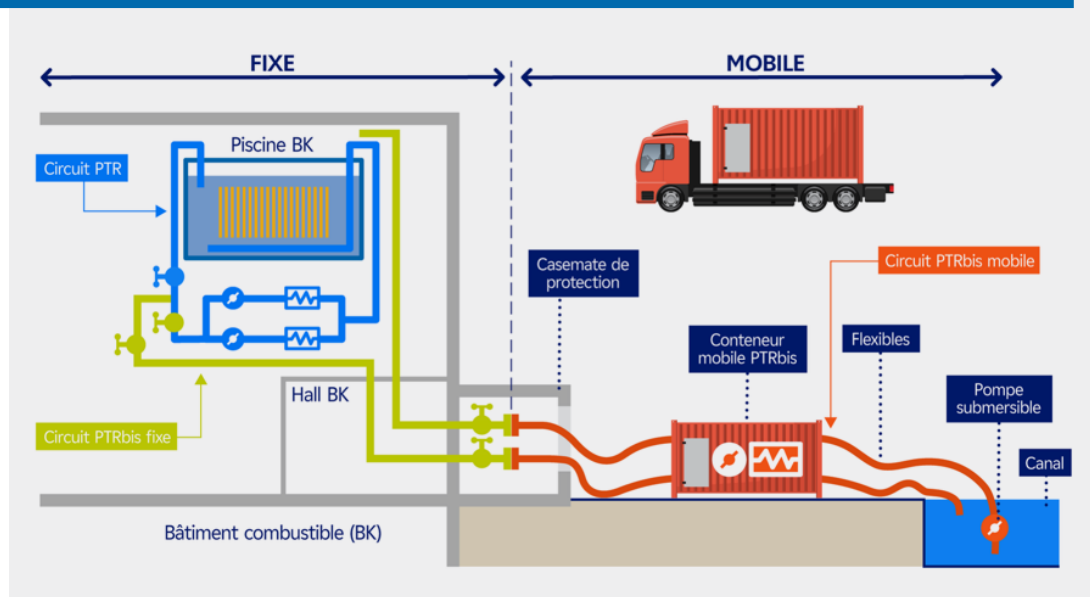 FIXE
MOBILE
Piscine BK
Circuit PTR
Casemate de
protection
Circuit PTRbis mobile
Conteneur
mobile PTRbis
Flexibles
Pompe
submersible
Hall BK
Circuit PTRbis fixe
Canal
Bâtiment combustible (BK)